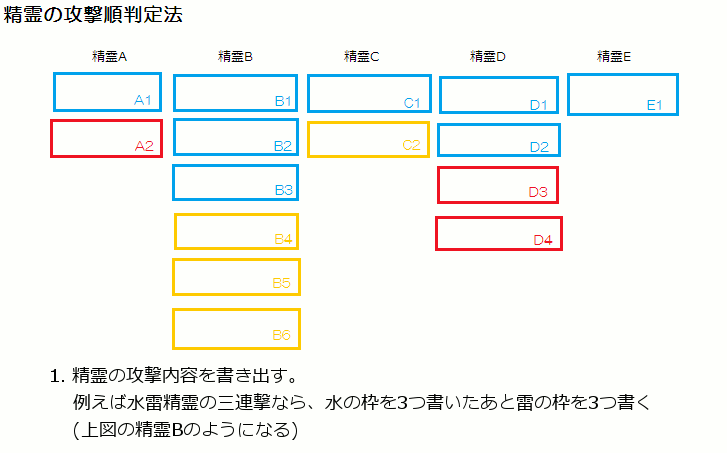 精霊の攻撃順判定法
精霊A 精霊B 精霊C 精霊D 精霊E
A1 B1 C1 D1 E1
A2 B2 C2 D2
B3 D3
B4 D4
B5
B6
1. 精霊の攻撃内容を書き出す。
例えば水雷精霊の三連撃なら、水の枠を3つ書いたあと雷の枠を3つ書く
(上図の精霊Bのようになる)